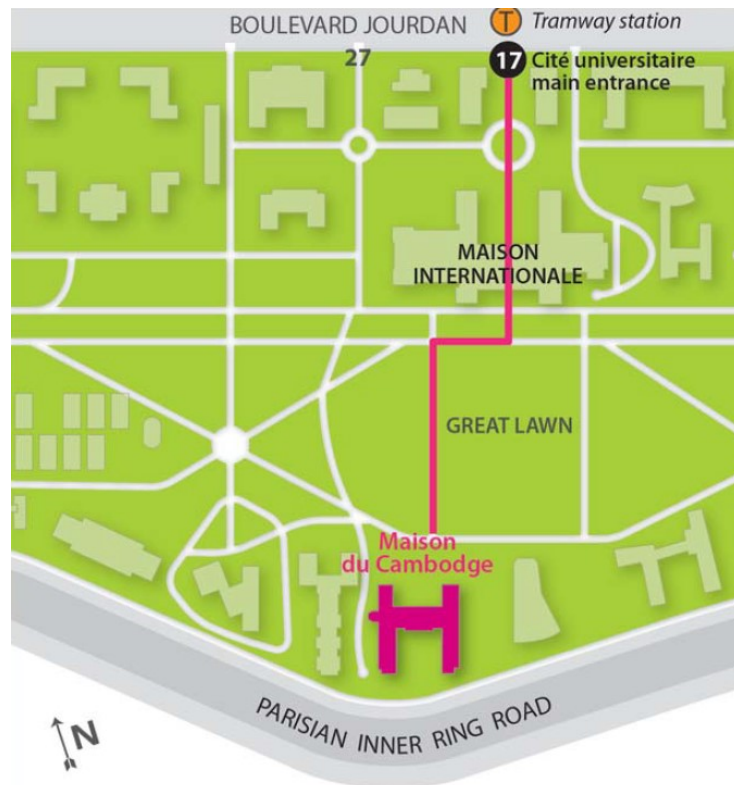 BOULEVARD JOURDAN
T Tramway station
27
17 Cité universitaire
main entrance
MAISON
INTERNATIONALE
GREAT LAWN
Maison
du Cambodge
PARISIAN INNER RING ROAD
N